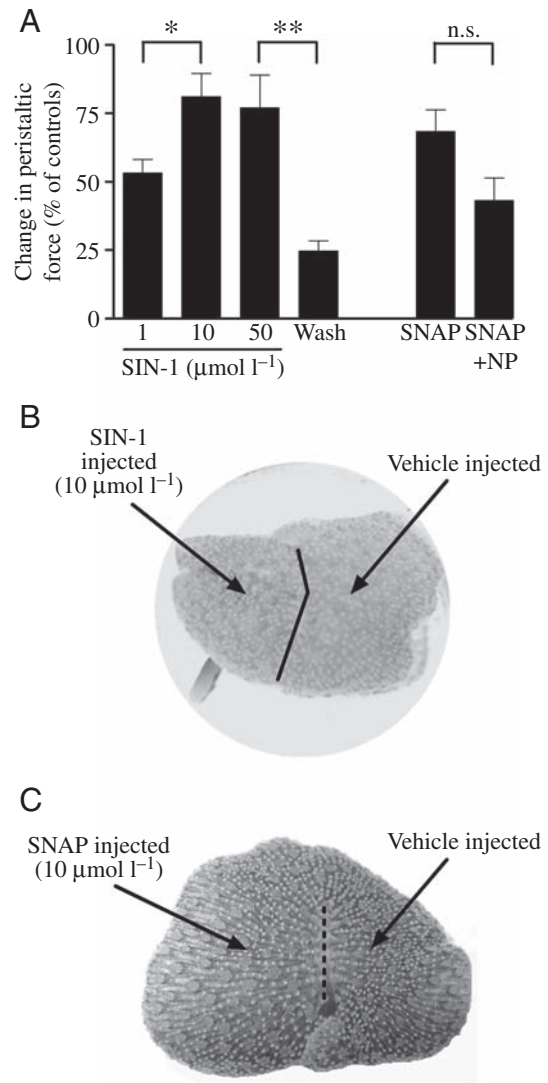 A
* ** n.s.
100
75
50
25
0
Change in peristaltic
force (% of controls)
1 10 50 Wash SNAP SNAP
+NP
SIN-1 (μmol l⁻¹)
B
SIN-1
injected
(10 μmol l⁻¹)
Vehicle injected
C
SNAP injected
(10 μmol l⁻¹)
Vehicle injected